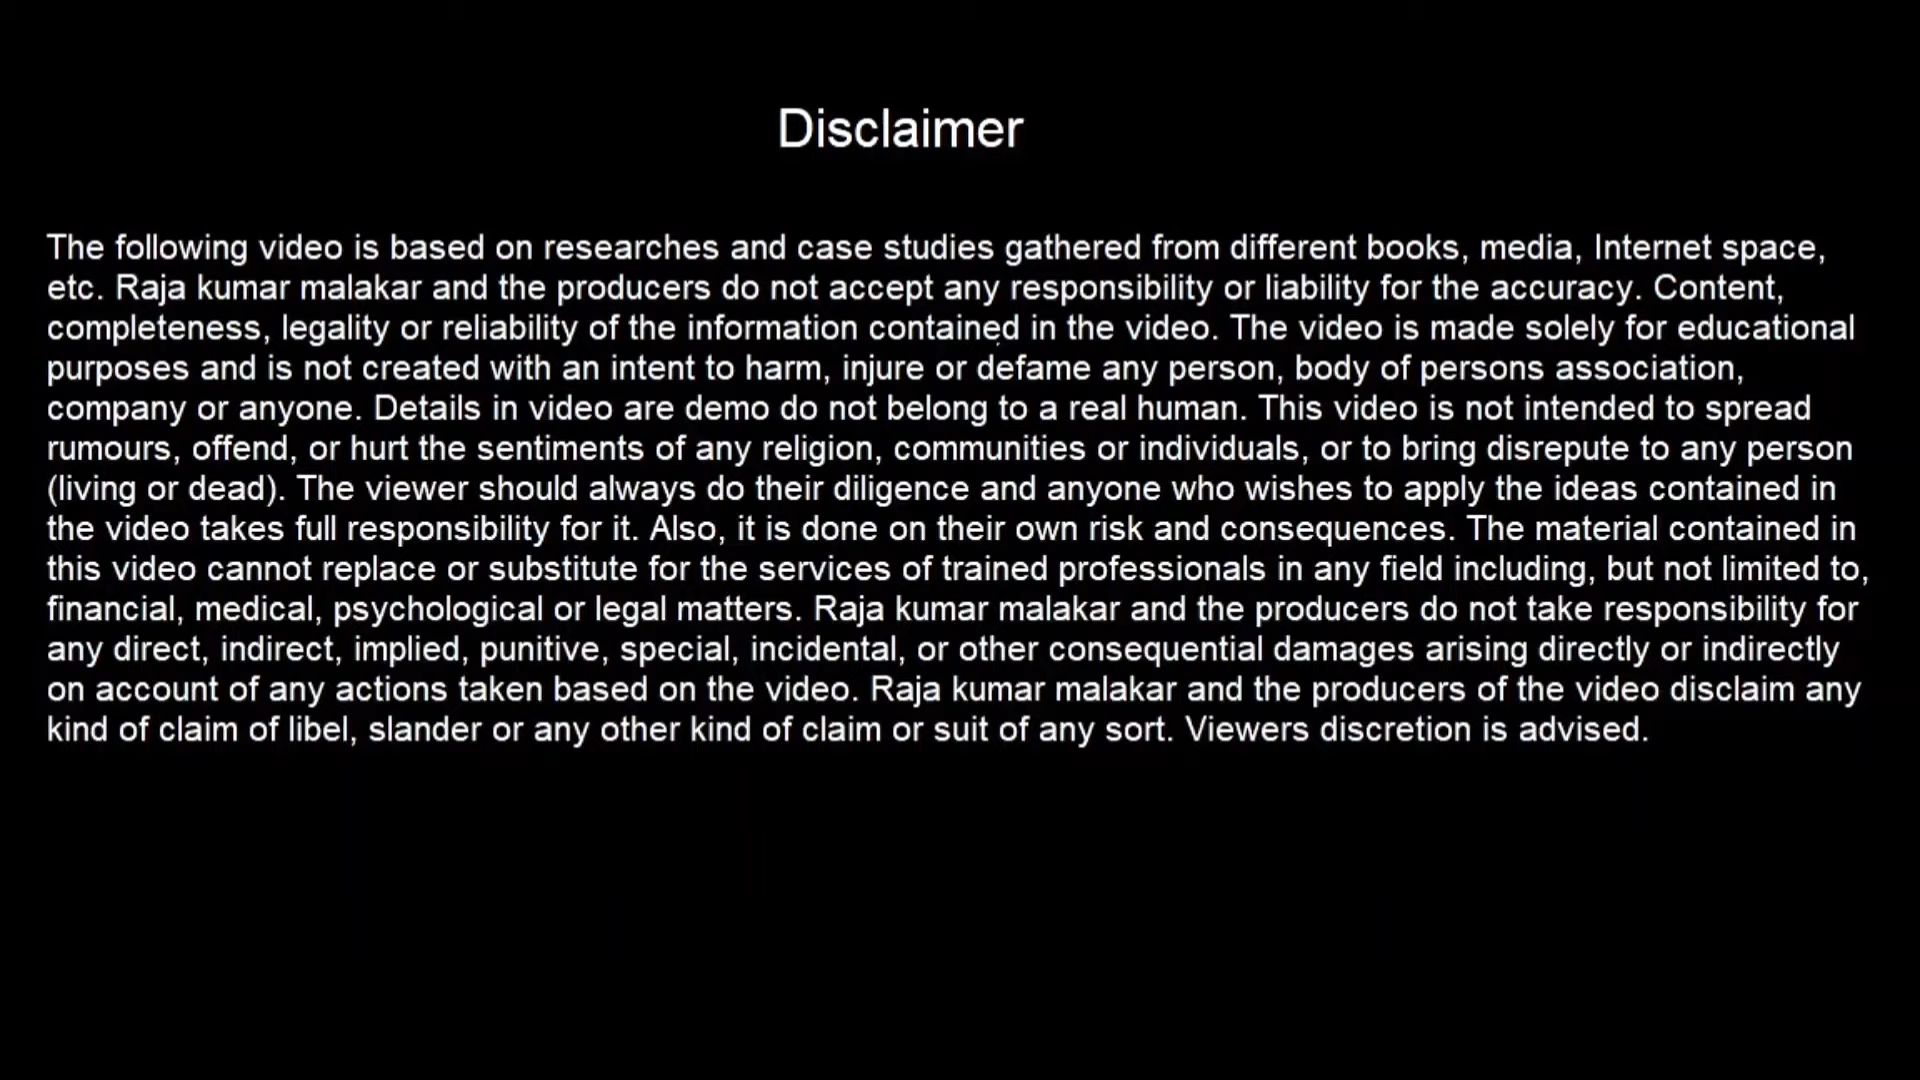 Disclaimer
The following video is based on researches and case studies gathered from different books, media, Internet space,
etc. Raja kumar malakar and the producers do not accept any responsibility or liability for the accuracy. Content,
completeness, legality or reliability of the information contained in the video. The video is made solely for educational
purposes and is not created with an intent to harm, injure or defame any person, body of persons association,
company or anyone. Details in video are demo do not belong to a real human. This video is not intended to spread
rumours, offend, or hurt the sentiments of any religion, communities or individuals, or to bring disrepute to any person
(living or dead). The viewer should always do their diligence and anyone who wishes to apply the ideas contained in
the video takes full responsibility for it. Also, it is done on their own risk and consequences. The material contained in
this video cannot replace or substitute for the services of trained professionals in any field including, but not limited to,
financial, medical, psychological or legal matters. Raja kumar malakar and the producers do not take responsibility for
any direct, indirect, implied, punitive, special, incidental, or other consequential damages arising directly or indirectly
on account of any actions taken based on the video. Raja kumar malakar and the producers of the video disclaim any
kind of claim of libel, slander or any other kind of claim or suit of any sort. Viewers discretion is advised.